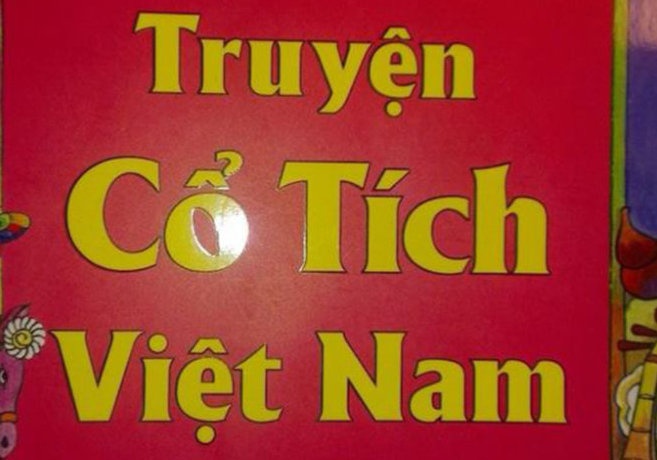 Truyện
Cổ Tích
Việt Nam